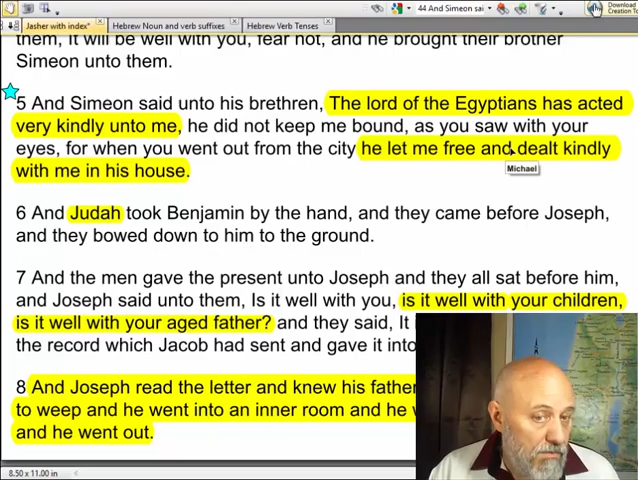 44 And Simeon sai
Download
Creation To
Jasher with index*
Hebrew Noun and verb suffixes
Hebrew Verb Tenses
them, it will be well with you, fear not, and he brought their brother
Simeon unto them.
5 And Simeon said unto his brethren, The lord of the Egyptians has acted
very kindly unto me, he did not keep me bound, as you saw with your
eyes, for when you went out from the city he let me free and dealt kindly
with me in his house.
Michael
6 And Judah took Benjamin by the hand, and they came before Joseph,
and they bowed down to him to the ground.
7 And the men gave the present unto Joseph and they all sat before him,
and Joseph said unto them, Is it well with you, is it well with your children,
is it well with your aged father? and they said, It
the record which Jacob had sent and gave it into
8 And Joseph read the letter and knew his father
to weep and he went into an inner room and he w
and he went out.
8.50 x 11.00 in